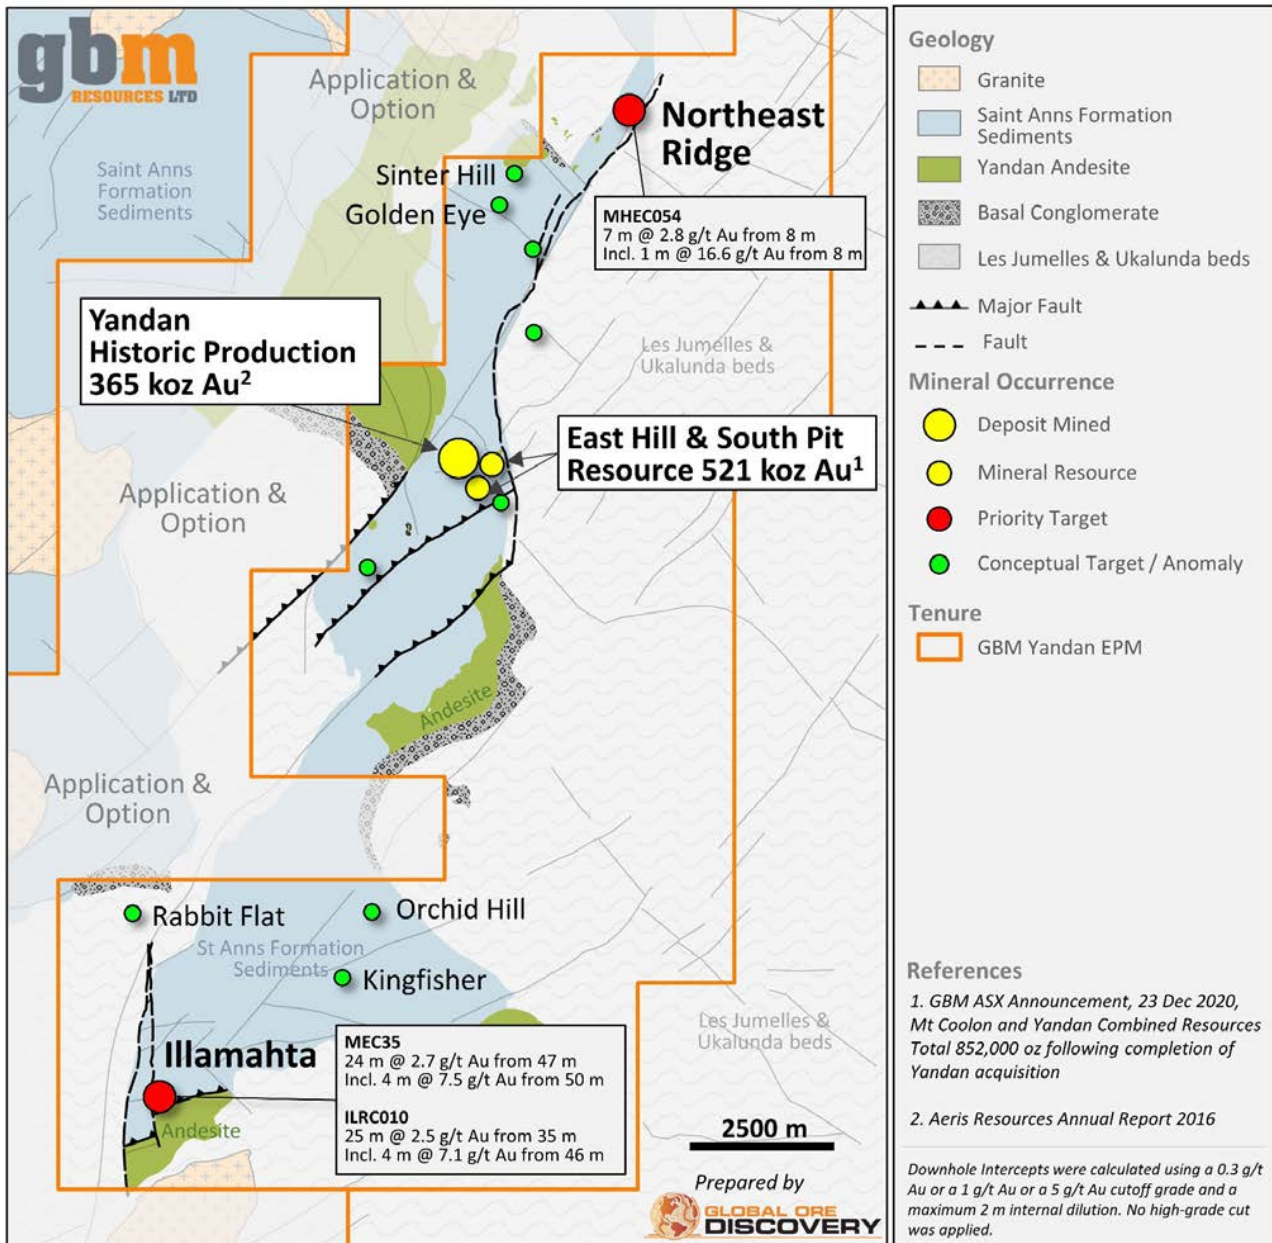 gbm
RESOURCES LTD
Application &
Option
Northeast
Ridge
Saint Anns
Formation
Sediments
Sinter Hill
Golden Eye
MHEC054
7 m @ 2.8 g/t Au from 8 m
Incl. 1 m @ 16.6 g/t Au from 8 m
Yandan
Historic Production
365 koz Au²
Les Jumelles &
Ukalunda beds
East Hill & South Pit
Resource 521 koz Au¹
Application &
Option
Andesite
Application &
Option
Rabbit Flat
Orchid Hill
St Anns Formation
Sediments
Kingfisher
Les Jumelles &
Ukalunda beds
Illamahta
MEC35
24 m @ 2.7 g/t Au from 47 m
Incl. 4 m @ 7.5 g/t Au from 50 m
ILRC010
25 m @ 2.5 g/t Au from 35 m
Incl. 4 m @ 7.1 g/t Au from 46 m
Andesite
2500 m
Prepared by
GLOBAL ORE
DISCOVERY
Geology
Granite
Saint Anns Formation
Sediments
Yandan Andesite
Basal Conglomerate
Les Jumelles & Ukalunda beds
Major Fault
Fault
Mineral Occurrence
Deposit Mined
Mineral Resource
Priority Target
Conceptual Target / Anomaly
Tenure
GBM Yandan EPM
References
1. GBM ASX Announcement, 23 Dec 2020,
Mt Coolon and Yandan Combined Resources
Total 852,000 oz following completion of
Yandan acquisition
2. Aeris Resources Annual Report 2016
Downhole Intercepts were calculated using a 0.3 g/t
Au or a 1 g/t Au or a 5 g/t Au cutoff grade and a
maximum 2 m internal dilution. No high-grade cut
was applied.